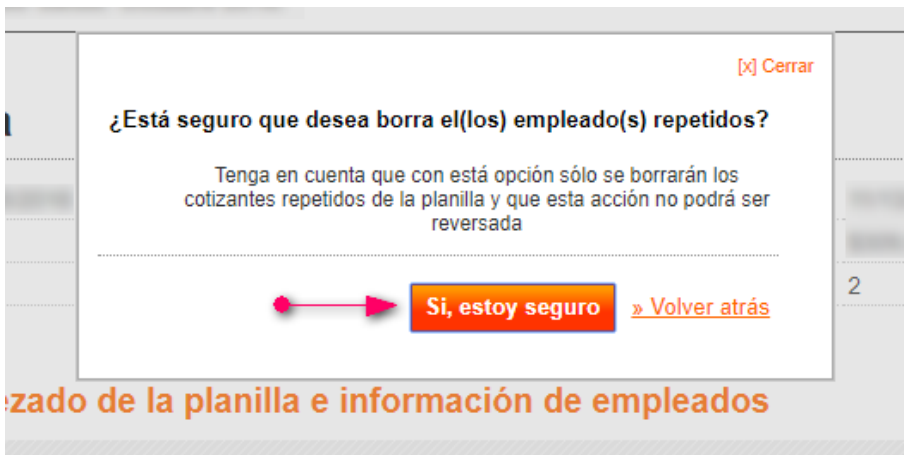 [x] Cerrar
¿Está seguro que desea borra el(los) empleado(s) repetidos?
Tenga en cuenta que con está opción sólo se borrarán los
cotizantes repetidos de la planilla y que esta acción no podrá ser
reversada
2
Si, estoy seguro
» Volver atrás
ezado de la planilla e información de empleados